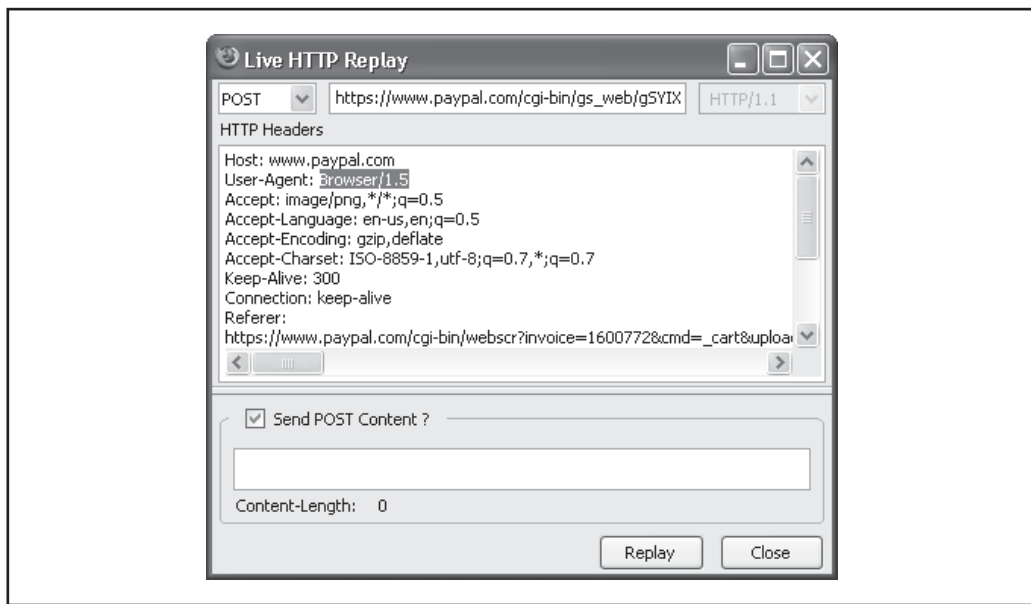 Live HTTP Replay
POST https://www.paypal.com/cgi-bin/gs_web/gSYIX HTTP/1.1
HTTP Headers
Host: www.paypal.com
User-Agent: Browser/1.5
Accept: image/png,*/*;q=0.5
Accept-Language: en-us,en;q=0.5
Accept-Encoding: gzip,deflate
Accept-Charset: ISO-8859-1,utf-8;q=0.7,*;q=0.7
Keep-Alive: 300
Connection: keep-alive
Referer:
https://www.paypal.com/cgi-bin/webscr?invoice=1600772&cmd=_cart&uploa
Send POST Content ?
Content-Length: 0
Replay Close